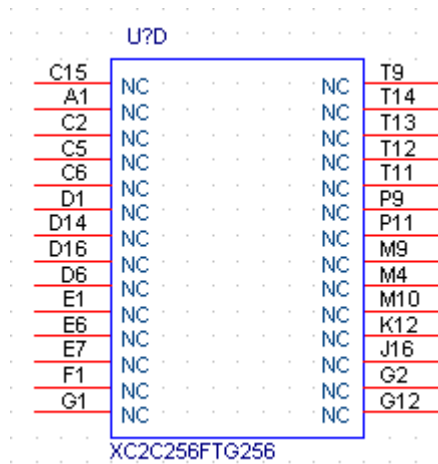 U?D
C15 NC NC T9
A1 NC NC T14
C2 NC NC T13
C5 NC NC T12
C6 NC NC T11
D1 NC NC P9
D14 NC NC P11
D16 NC NC M9
D6 NC NC M4
E1 NC NC M10
E6 NC NC K12
E7 NC NC J16
F1 NC NC G2
G1 NC NC G12
XC2C256FTG256